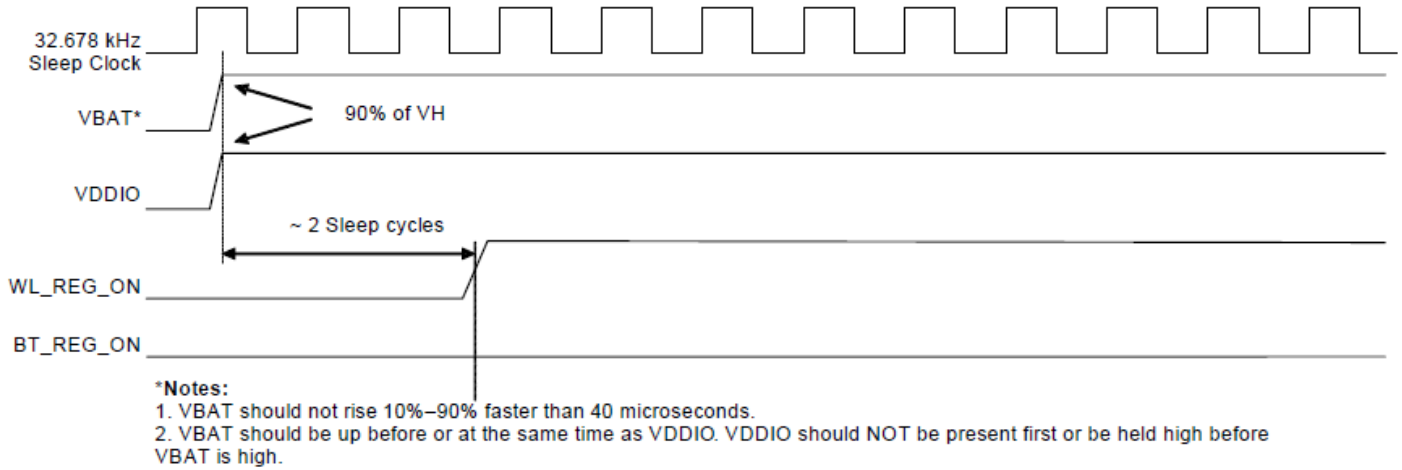 32.678 kHz
Sleep Clock
VBAT*
90% of VH
VDDIO
~ 2 Sleep cycles
WL_REG_ON
BT_REG_ON
*Notes:
1. VBAT should not rise 10%–90% faster than 40 microseconds.
2. VBAT should be up before or at the same time as VDDIO. VDDIO should NOT be present first or be held high before
VBAT is high.